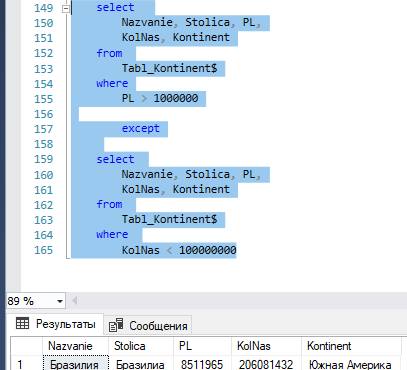 149 select
150 Nazvanie, Stolica, PL,
151 KolNas, Kontinent
152 from
153 Tabl_Kontinent$
154 where
155 PL > 1000000
156
157 except
158
159 select
160 Nazvanie, Stolica, PL,
161 KolNas, Kontinent
162 from
163 Tabl_Kontinent$
164 where
165 KolNas < 100000000
89 %
Результаты Сообщения
Nazvanie Stolica PL KolNas Kontinent
1 Бразилия Бразилиа 8511965 206081432 Южная Америка